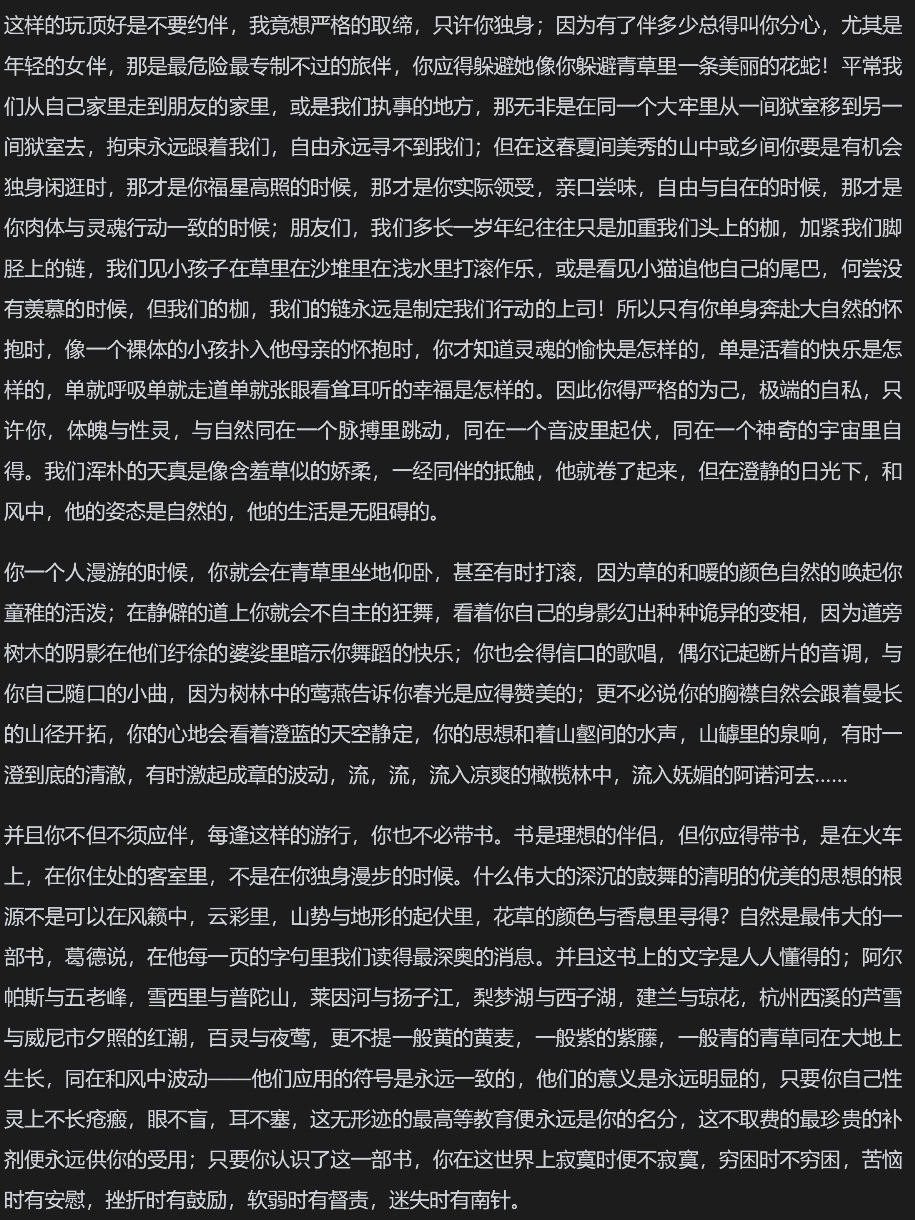 这样的玩顶好是不要约伴，我竟想严格的取缔，只许你独身；因为有了伴多少总得叫你分心，尤其是
年轻的女伴，那是最危险最专制不过的旅伴，你应得躲避她像你躲避青草里一条美丽的花蛇！平常我
们从自己家里走到朋友的家里，或是我们执事的地方，那无非是在同一个大牢里从一间狱室移到另一
间狱室去，拘束永远跟着我们，自由永远寻不到我们；但在这春夏间美秀的山中或乡间你要是有机会
独身闲逛时，那才是你福星高照的时候，那才是你实际领受，亲口尝味，自由与自在的时候，那才是
你肉体与灵魂行动一致的时候；朋友们，我们多长一岁年纪往往只是加重我们头上的枷，加紧我们脚
胫上的链，我们见小孩子在草里在沙堆里在浅水里打滚作乐，或是看见小猫追他自己的尾巴，何尝没
有羡慕的时候，但我们的枷，我们的链永远是制定我们行动的上司！所以只有你单身奔赴大自然的怀
抱时，像一个裸体的小孩扑入他母亲的怀抱时，你才知道灵魂的愉快是怎样的，单是活着的快乐是怎
样的，单就呼吸单就走道单就张眼看耸耳听的幸福是怎样的。因此你得严格的为己，极端的自私，只
许你，体魄与性灵，与自然同在一个脉搏里跳动，同在一个音波里起伏，同在一个神奇的宇宙里自
得。我们浑朴的天真是像含羞草似的娇柔，一经同伴的抵触，他就卷了起来，但在澄静的日光下，和
风中，他的姿态是自然的，他的生活是无阻碍的。
你一个人漫游的时候，你就会在青草里坐地仰卧，甚至有时打滚，因为草的和暖的颜色自然的唤起你
童稚的活泼；在静僻的道上你就会不自主的狂舞，看着你自己的身影幻出种种诡异的变相，因为道旁
树木的阴影在他们纡徐的婆娑里暗示你舞蹈的快乐；你也会得信口的歌唱，偶尔记起断片的音调，与
你自己随口的小曲，因为树林中的莺燕告诉你春光是应得赞美的；更不必说你的胸襟自然会跟着曼长
的山径开拓，你的心地会看着澄蓝的天空静定，你的思想和着山壑间的水声，山罅里的泉响，有时一
澄到底的清澈，有时激起成章的波动，流，流，流入凉爽的橄榄林中，流入妩媚的阿诺河去……
并且你不但不须应伴，每逢这样的游行，你也不必带书。书是理想的伴侣，但你应得带书，是在火车
上，在你住处的客室里，不是在你独身漫步的时候。什么伟大的深沉的鼓舞的清明的优美的思想的根
源不是可以在风籁中，云彩里，山势与地形的起伏里，花草的颜色与香息里寻得？自然是最伟大的一
部书，葛德说，在他每一页的字句里我们读得最深奥的消息。并且这书上的文字是人人懂得的；阿尔
帕斯与五老峰，雪西里与普陀山，莱因河与扬子江，梨梦湖与西子湖，建兰与琼花，杭州西溪的芦雪
与威尼市夕照的红潮，百灵与夜莺，更不提一般黄的黄麦，一般紫的紫藤，一般青的青草同在大地上
生长，同在和风中波动——他们应用的符号是永远一致的，他们的意义是永远明显的，只要你自己性
灵上不长疮瘢，眼不盲，耳不塞，这无形迹的最高等教育便永远是你的名分，这不取费的最珍贵的补
剂便永远供你的受用；只要你认识了这一部书，你在这世界上寂寞时便不寂寞，穷困时不穷困，苦恼
时有安慰，挫折时有鼓励，软弱时有督责，迷失时有南针。